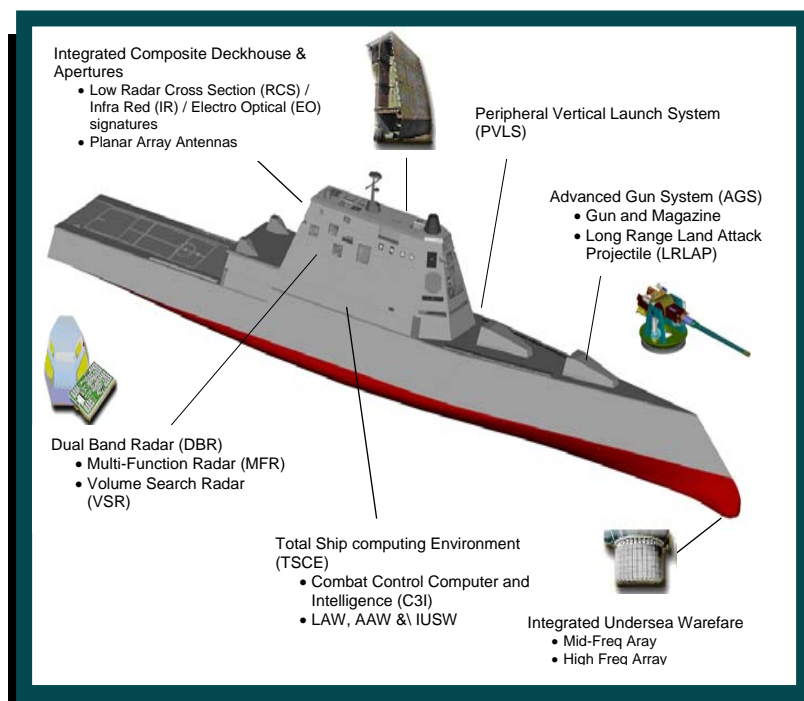 Integrated Composite Deckhouse &
Apertures
• Low Radar Cross Section (RCS) /
Infra Red (IR) / Electro Optical (EO)
signatures
• Planar Array Antennas
Peripheral Vertical Launch System
(PVLS)
Advanced Gun System (AGS)
• Gun and Magazine
• Long Range Land Attack
Projectile (LRLAP)
Dual Band Radar (DBR)
• Multi-Function Radar (MFR)
• Volume Search Radar
(VSR)
Total Ship computing Environment
(TSCE)
• Combat Control Computer and
Intelligence (C3I)
• LAW, AAW &\ IUSW
Integrated Undersea Warefare
• Mid-Freq Aray
• High Freq Array